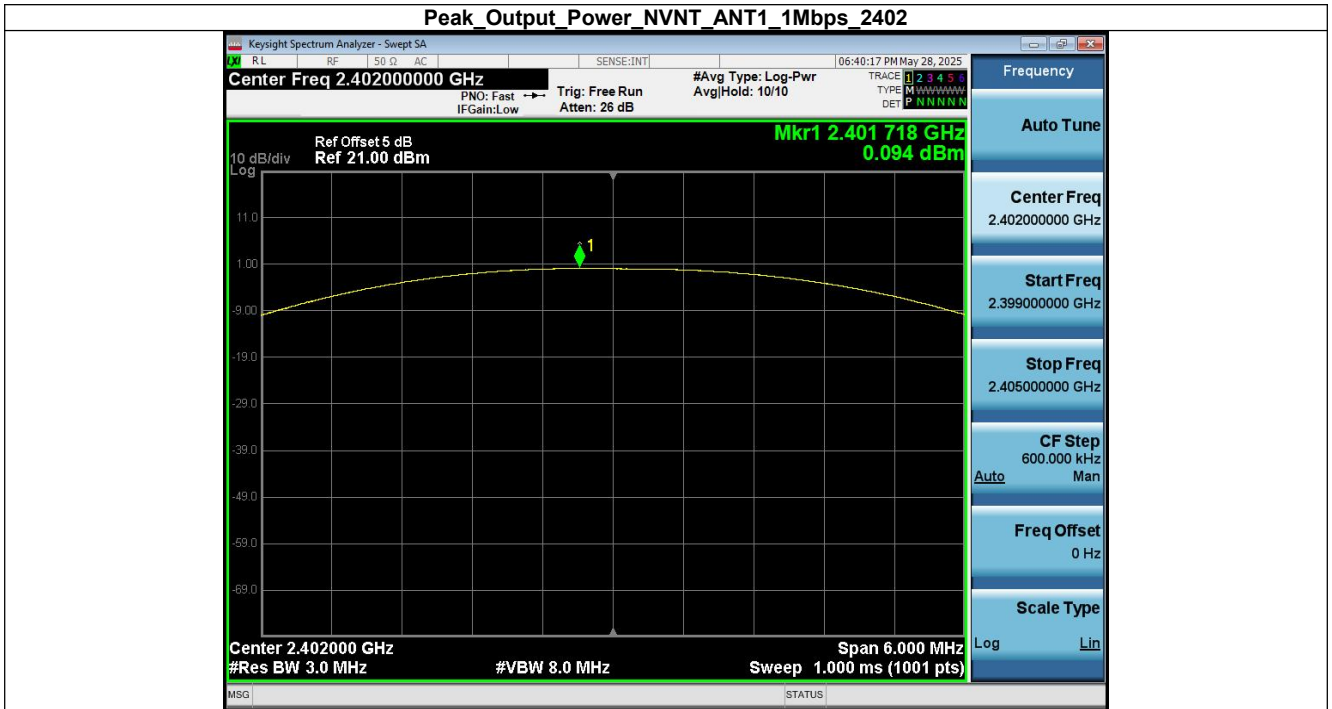 Peak_Output_Power_NVNT_ANT1_1Mbps_2402
Keysight Spectrum Analyzer - Swept SA
LXI RL RF 50 Ω AC SENSE:INT 06:40:17 PM May 28, 2025
Center Freq 2.402000000 GHz
PNO: Fast
IFGain:Low
Trig: Free Run
Atten: 26 dB
#Avg Type: Log-Pwr
Avg|Hold: 10/10
TRACE 1 2 3 4 5 6
TYPE M WWWWW
DET P N N N N N
Frequency
Mkr1 2.401 718 GHz
0.094 dBm
Ref Offset 5 dB
Ref 21.00 dBm
10 dB/div
Log
11.0
1.00
-9.00
-19.0
-29.0
-39.0
-49.0
-59.0
-69.0
1
Center 2.402000 GHz
Span 6.000 MHz
#Res BW 3.0 MHz
#VBW 8.0 MHz
Sweep 1.000 ms (1001 pts)
Auto Tune
Center Freq
2.402000000 GHz
Start Freq
2.399000000 GHz
Stop Freq
2.405000000 GHz
CF Step
600.000 kHz
Auto Man
Freq Offset
0 Hz
Scale Type
Log Lin
MSG STATUS